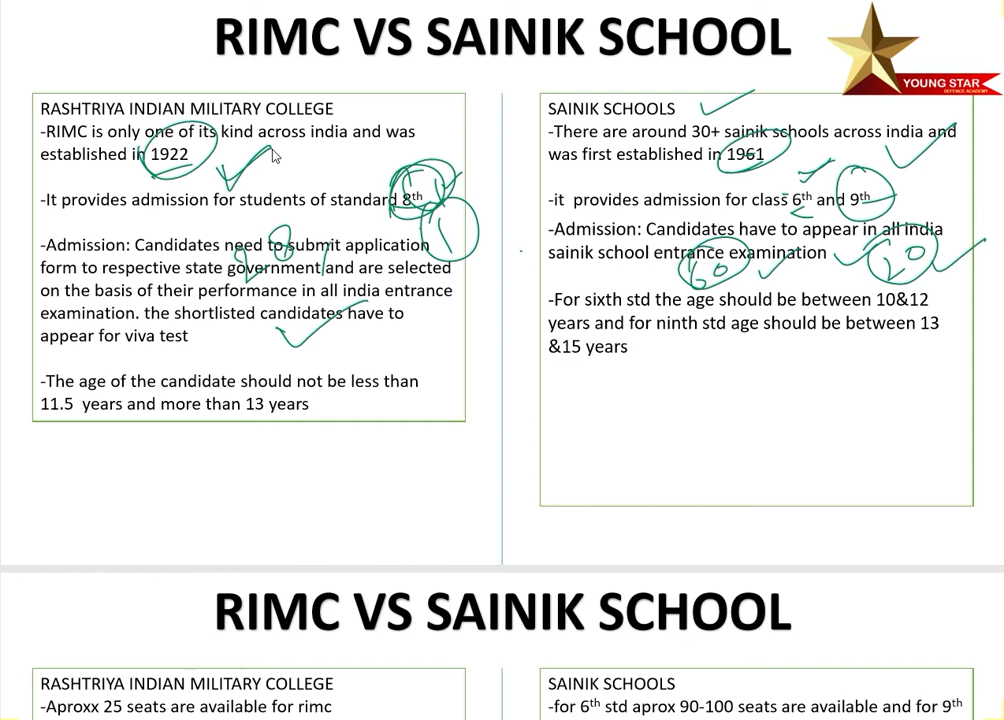 RIMC VS SAINIK SCHOOL
YOUNG STAR
DEFENCE ACADEMY
RASHTRIYA INDIAN MILITARY COLLEGE
-RIMC is only one of its kind across india and was
established in 1922
-It provides admission for students of standard 8th
-Admission: Candidates need to submit application
form to respective state government and are selected
on the basis of their performance in all india entrance
examination. the shortlisted candidates have to
appear for viva test
-The age of the candidate should not be less than
11.5 years and more than 13 years
SAINIK SCHOOLS
-There are around 30+ sainik schools across india and
was first established in 1961
-it provides admission for class 6th and 9th
-Admission: Candidates have to appear in all india
sainik school entrance examination
60
20
-For sixth std the age should be between 10&12
years and for ninth std age should be between 13
&15 years
RIMC VS SAINIK SCHOOL
RASHTRIYA INDIAN MILITARY COLLEGE
-Aproxx 25 seats are available for rimc
SAINIK SCHOOLS
-for 6th std aprox 90-100 seats are available and for 9th